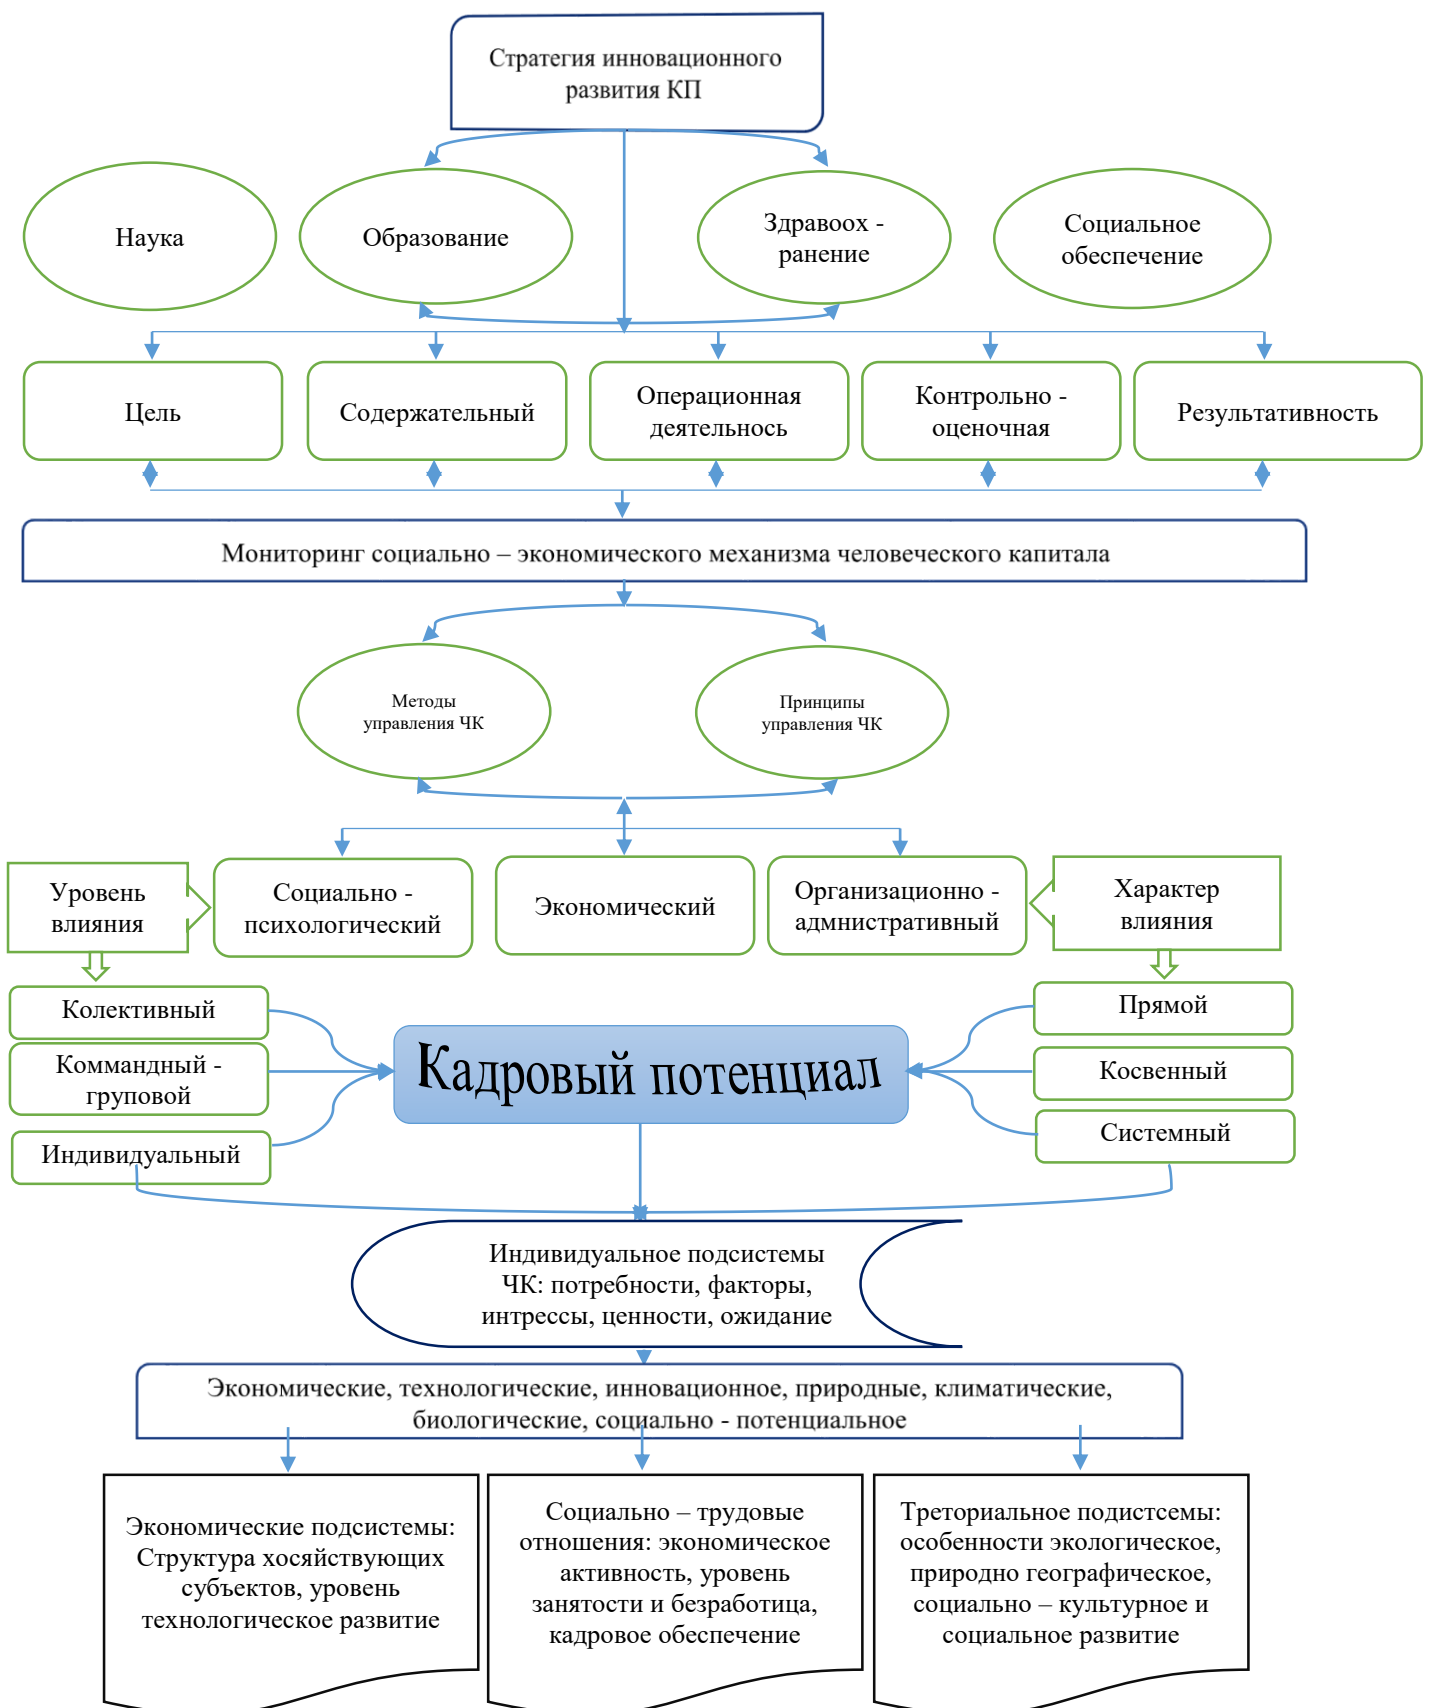 Стратегия инновационного
развития КП
Наука
Образование
Здравоох -
ранение
Социальное
обеспечение
Цель
Содержательный
Операционная
деятельнось
Контрольно -
оценочная
Результативность
Мониторинг социально – экономического механизма человеческого капитала
Методы
управления ЧК
Принципы
управления ЧК
Уровень
влияния
Социально -
психологический
Экономический
Организационно -
адмнистративный
Характер
влияния
Колективный
Коммандный -
груповой
Индивидуальный
Кадровый потенциал
Прямой
Косвенный
Системный
Индивидуальное подсистемы
ЧК: потребности, факторы,
интрессы, ценности, ожидание
Экономические, технологические, инновационное, природные, климатические,
биологические, социально - потенциальное
Экономические подсистемы:
Структура хосяйствующих
субъектов, уровень
технологическое развитие
Социально – трудовые
отношения: экономическое
активность, уровень
занятости и безработица,
кадровое обеспечение
Треториальное подистсемы:
особенности экологическое,
природно географическое,
социально – культурное и
социальное развитие